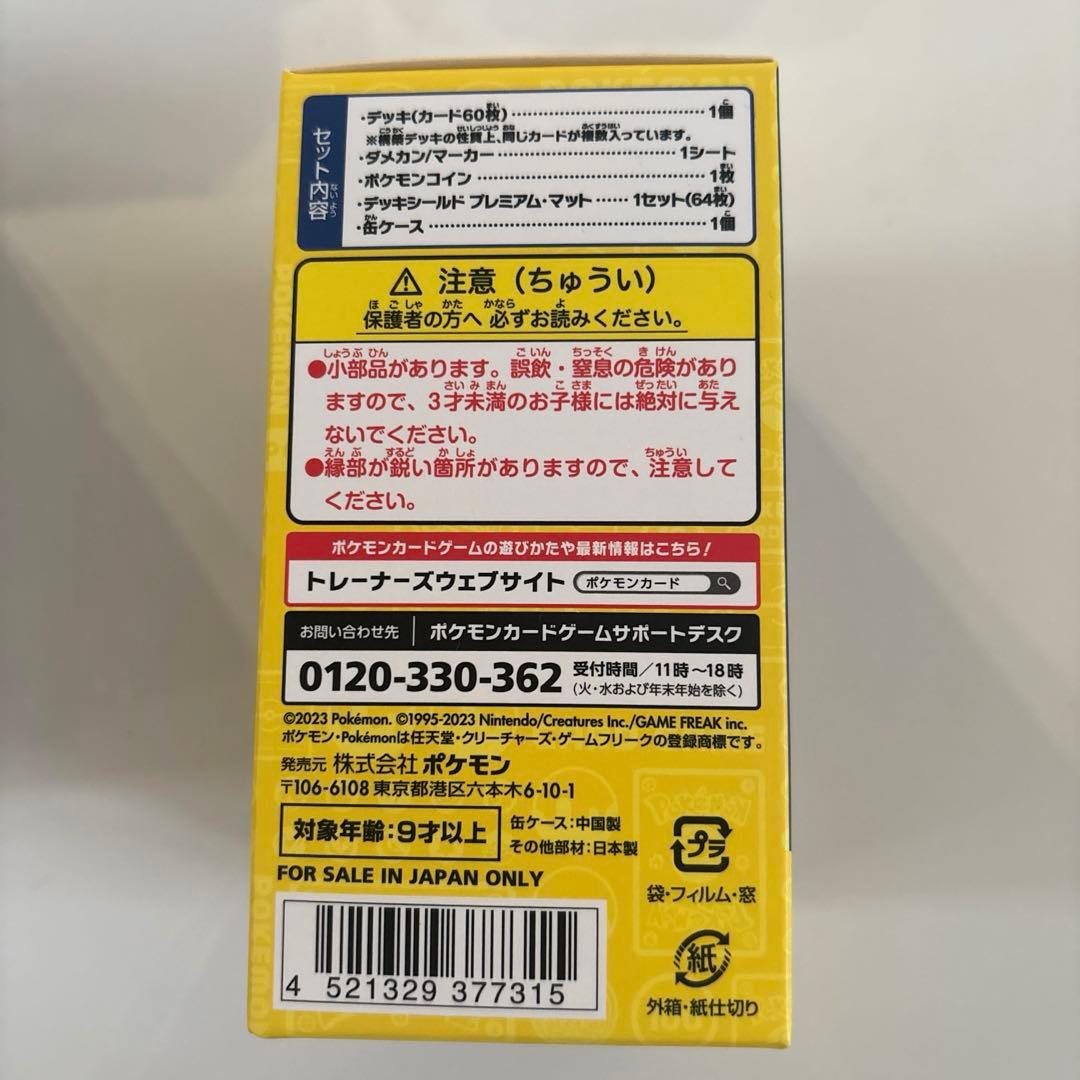 セット内容
・デッキ(カード60枚)……1個
※構築デッキの性質上、同じカードが複数入っています。
・ダメカン/マーカー……1シート
・ポケモンコイン……1枚
・デッキシールド プレミアム・マット……1セット(64枚)
・缶ケース……1個
⚠ 注意（ちゅうい）
保護者の方へ 必ずお読みください。
●小部品があります。誤飲・窒息の危険があり
ますので、3才未満のお子様には絶対に与え
ないでください。
●縁部が鋭い箇所がありますので、注意して
ください。
ポケモンカードゲームの遊びかたや最新情報はこちら！
トレーナーズウェブサイト ポケモンカード
お問い合わせ先 ポケモンカードゲームサポートデスク
0120-330-362 受付時間／11時〜18時
(火・水および年末年始を除く)
©2023 Pokémon. ©1995-2023 Nintendo/Creatures Inc./GAME FREAK inc.
ポケモン・Pokémonは任天堂・クリーチャーズ・ゲームフリークの登録商標です。
発売元 株式会社ポケモン
〒106-6108 東京都港区六本木6-10-1
対象年齢：9才以上
缶ケース：中国製
その他部材：日本製
FOR SALE IN JAPAN ONLY
4 521329 377315
プラ
袋・フィルム・窓
紙
外箱・紙仕切り